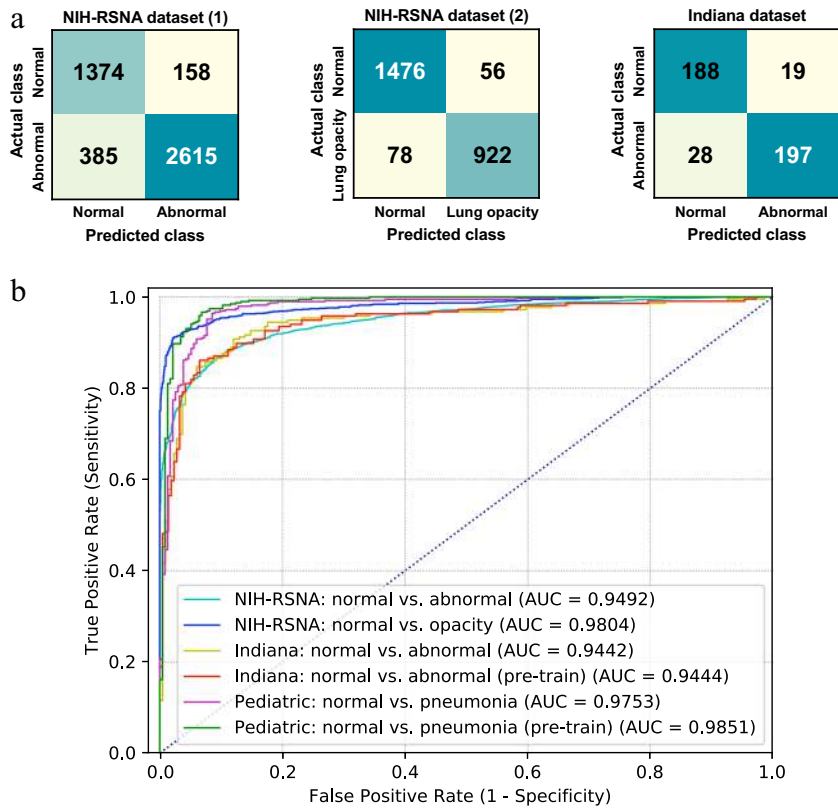 a
NIH-RSNA dataset (1)
Actual class
Normal
Abnormal
1374 158
385 2615
Normal Abnormal
Predicted class
NIH-RSNA dataset (2)
Actual class
Normal
Lung opacity
1476 56
78 922
Normal Lung opacity
Predicted class
Indiana dataset
Actual class
Normal
Abnormal
188 19
28 197
Normal Abnormal
Predicted class
b
True Positive Rate (Sensitivity)
1.0
0.8
0.6
0.4
0.2
0.0
NIH-RSNA: normal vs. abnormal (AUC = 0.9492)
NIH-RSNA: normal vs. opacity (AUC = 0.9804)
Indiana: normal vs. abnormal (AUC = 0.9442)
Indiana: normal vs. abnormal (pre-train) (AUC = 0.9444)
Pediatric: normal vs. pneumonia (AUC = 0.9753)
Pediatric: normal vs. pneumonia (pre-train) (AUC = 0.9851)
0.0 0.2 0.4 0.6 0.8 1.0
False Positive Rate (1 - Specificity)